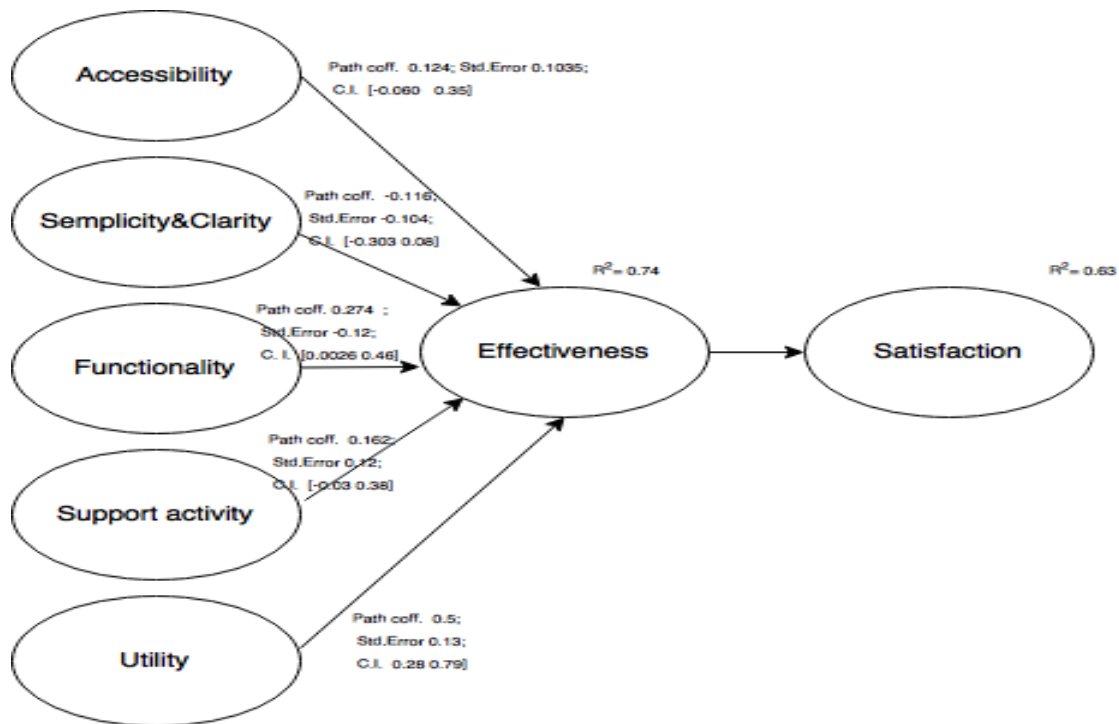 Accessibility
Path coff. 0.124; Std.Error 0.1035;
C.I. [-0.060 0.35]
Semplicity&Clarity
Path coff. -0.116;
Std.Error -0.104;
C.I. [-0.303 0.08]
R²= 0.74
R²= 0.63
Functionality
Path coff. 0.274 ;
Std.Error -0.12;
C. I. [0.0026 0.46]
Effectiveness
Satisfaction
Support activity
Path coff. 0.162;
Std.Error 0.12;
C.I. [-0.03 0.38]
Utility
Path coff. 0.5;
Std.Error 0.13;
C.I. 0.28 0.79]